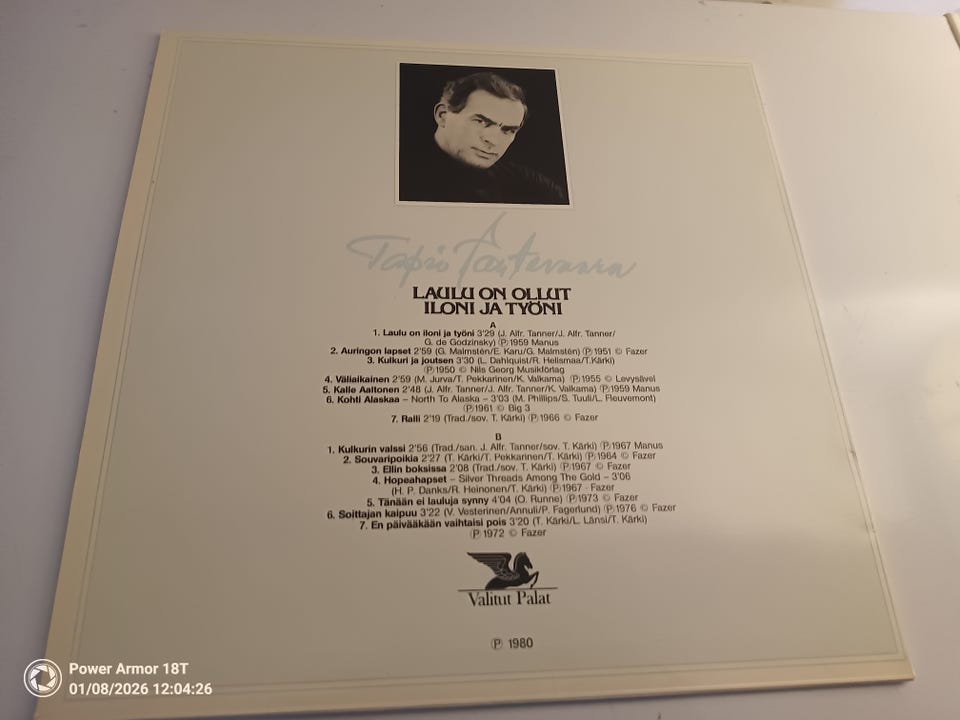 Tapio Rautavaara
LAULU ON OLLUT
ILONI JA TYÖNI
A
1. Laulu on iloni ja työni 3'29 (J. Alfr. Tanner/J. Alfr. Tanner/
G. de Godzinsky) Ⓟ 1959 Manus
2. Auringon lapset 2'59 (G. Malmstén/E. Karu/G. Malmstén) Ⓟ 1951 © Fazer
3. Kulkuri ja joutsen 3'30 (L. Dahlquist/R. Helismaa/T.Kärki)
Ⓟ 1950 © Nils Georg Musikförlag
4. Väliaikainen 2'59 (M. Jurva/T. Pekkarinen/K. Valkama) Ⓟ 1955 © Levysävel
5. Kalle Aaltonen 2'48 (J. Alfr. Tanner/J. Alfr. Tanner/K. Valkama) Ⓟ 1959 Manus
6. Kohti Alaskaa – North To Alaska – 3'03 (M. Phillips/S. Tuuli/L. Fleuvemont)
Ⓟ 1961 © Big 3
7. Ralli 2'19 (Trad./sov. T. Kärki) Ⓟ 1966 © Fazer
B
1. Kulkurin valssi 2'56 (Trad./san. J. Alfr. Tanner/sov. T. Kärki) Ⓟ 1967 Manus
2. Souvaripoikia 2'27 (T. Kärki/T. Pekkarinen/T. Kärki) Ⓟ 1964 © Fazer
3. Ellin boksissa 2'08 (Trad./sov. T. Kärki) Ⓟ 1967 © Fazer
4. Hopeahapset – Silver Threads Among The Gold – 3'06
(H. P. Danks/R. Heinonen/T. Kärki) Ⓟ 1967 · Fazer
5. Tänään ei lauluja synny 4'04 (O. Runne) Ⓟ 1973 © Fazer
6. Soittajan kaipuu 3'22 (V. Vesterinen/Annuli/P. Fagerlund) Ⓟ 1976 © Fazer
7. En päivääkään vaihtaisi pois 3'20 (T. Kärki/L. Länsi/T. Kärki)
Ⓟ 1972 © Fazer
Valitut Palat
Ⓟ 1980
Power Armor 18T
01/08/2026 12:04:26